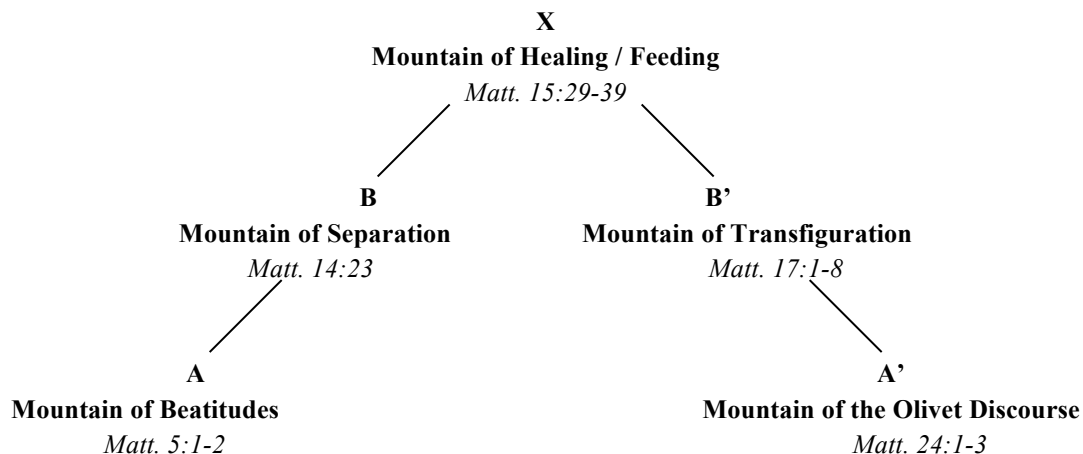 X
Mountain of Healing / Feeding
Matt. 15:29-39
B B’
Mountain of Separation Mountain of Transfiguration
Matt. 14:23 Matt. 17:1-8
A A’
Mountain of Beatitudes Mountain of the Olivet Discourse
Matt. 5:1-2 Matt. 24:1-3